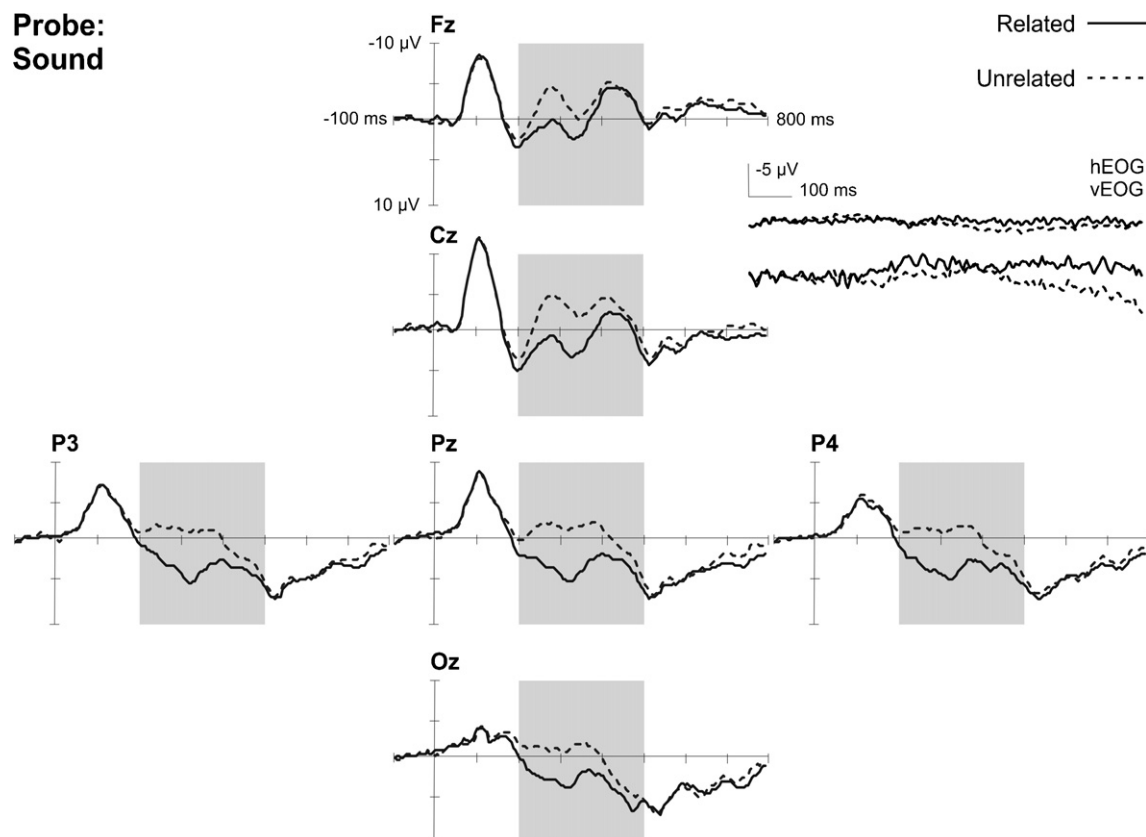 Probe:
Sound
Fz
Related
Unrelated
-10 µV
-100 ms
800 ms
10 µV
-5 µV
100 ms
hEOG
vEOG
Cz
P3
Pz
P4
Oz